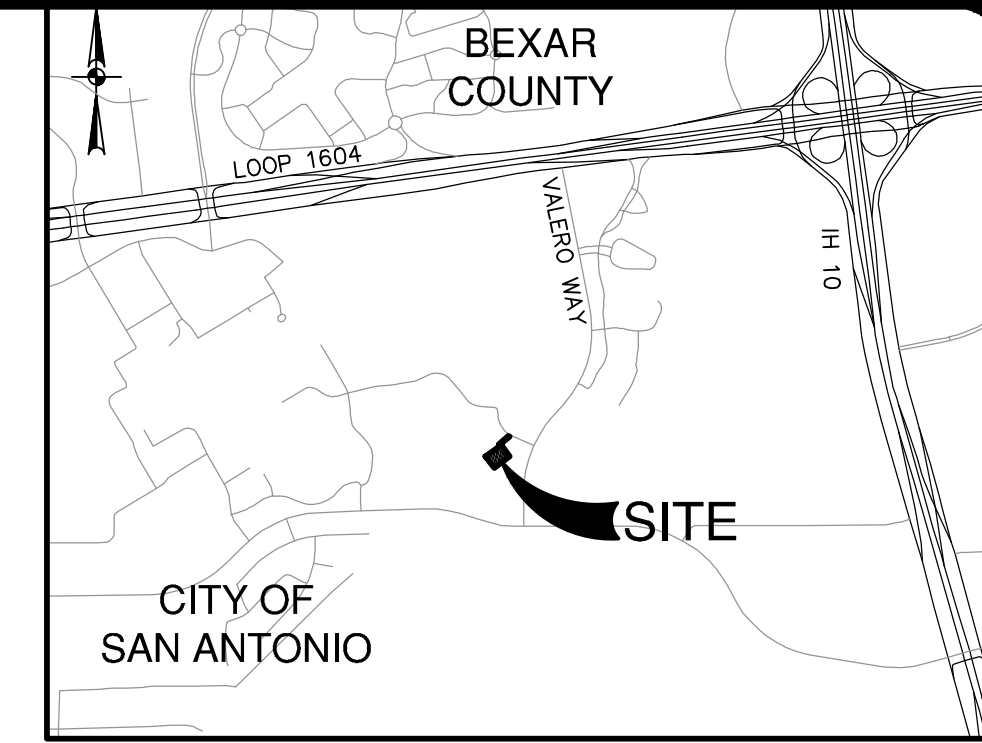 BEXAR
COUNTY
LOOP 1604
VALERO WAY
IH 10
SITE
CITY OF
SAN ANTONIO